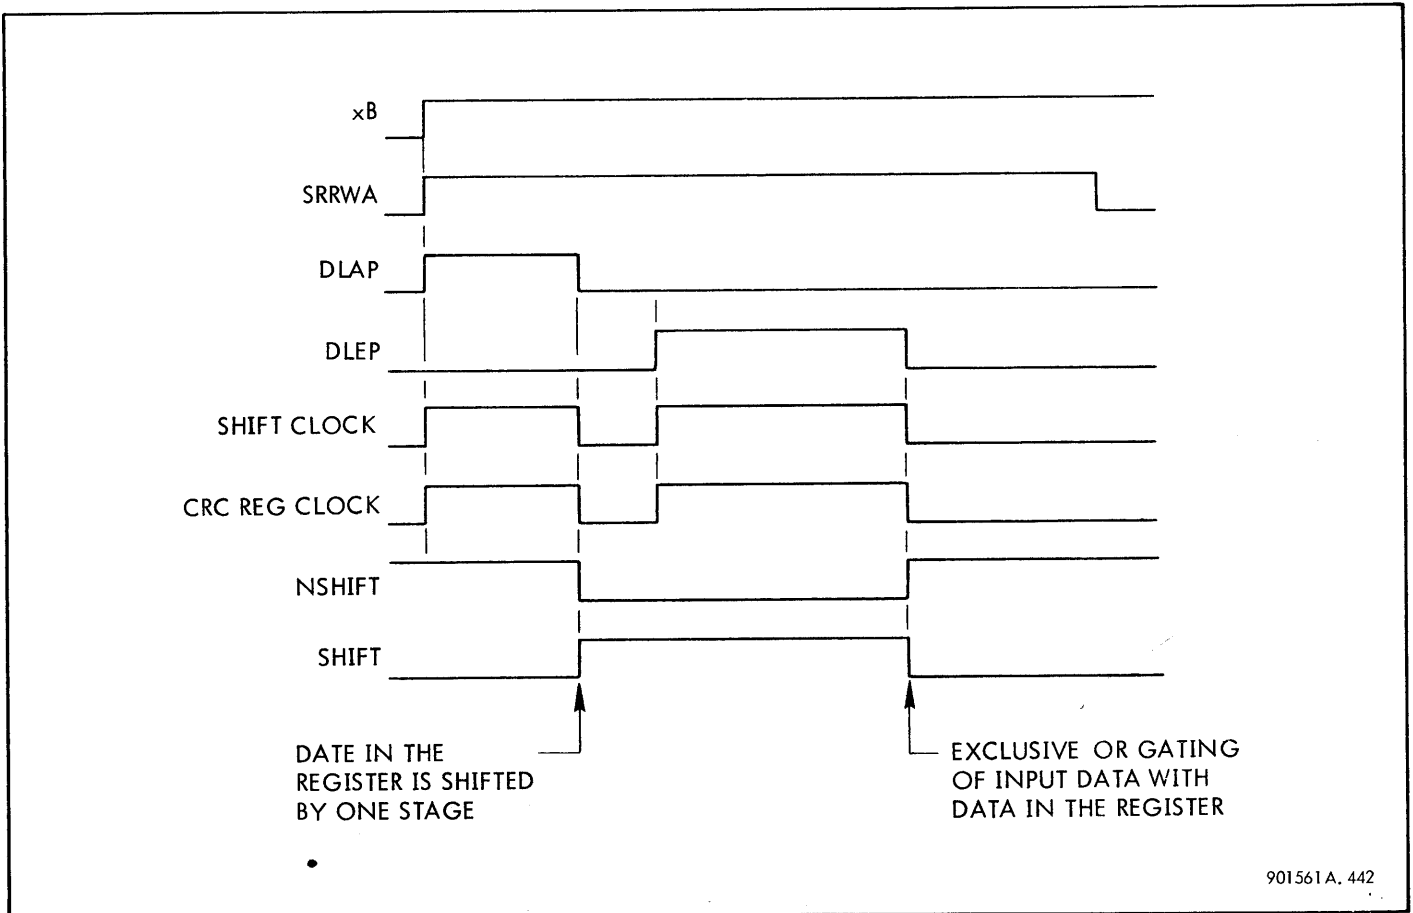 xB
SRRWA
DLAP
DLEP
SHIFT CLOCK
CRC REG CLOCK
NSHIFT
SHIFT
DATE IN THE
REGISTER IS SHIFTED
BY ONE STAGE
EXCLUSIVE OR GATING
OF INPUT DATA WITH
DATA IN THE REGISTER
901561A. 442